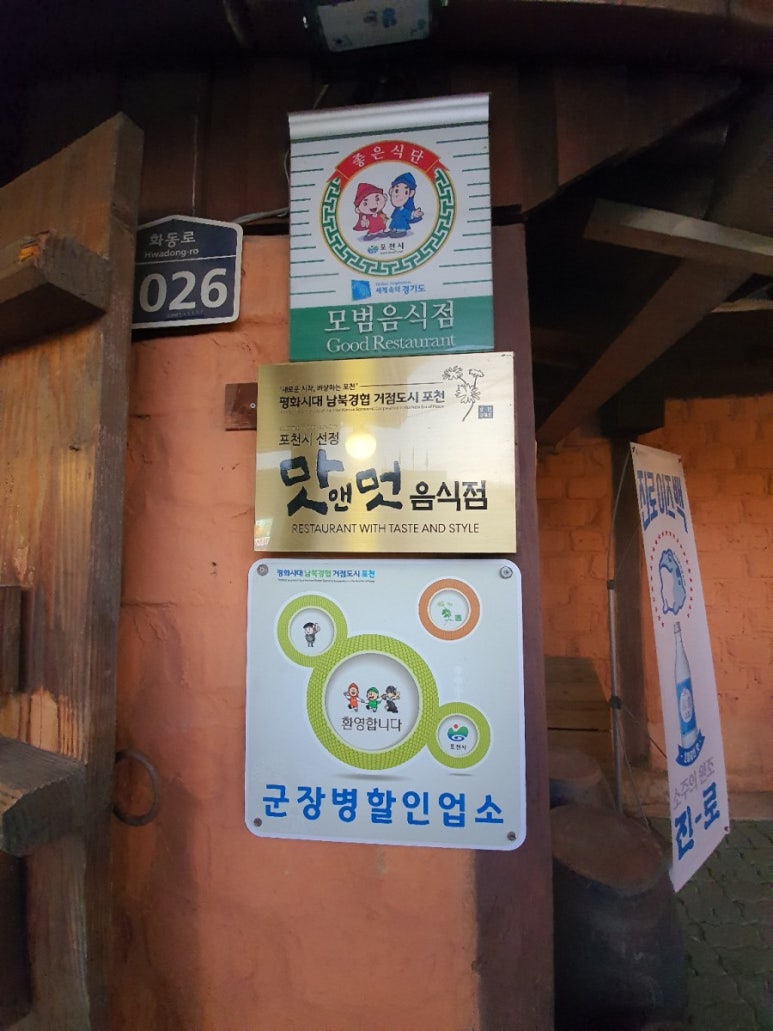 좋은식단
포천시
세계속의 경기도
모범음식점
Good Restaurant
화동로
Hwadong-ro
026
'새로운 시작, 비상하는 포천'
평화시대 남북경협 거점도시 포천
포천시 선정
맛앤멋 음식점
RESTAURANT WITH TASTE AND STYLE
평화시대 남북경협 거점도시 포천
환영합니다
포천시
군장병할인업소
진로이즈백
소주의 원조
진-로